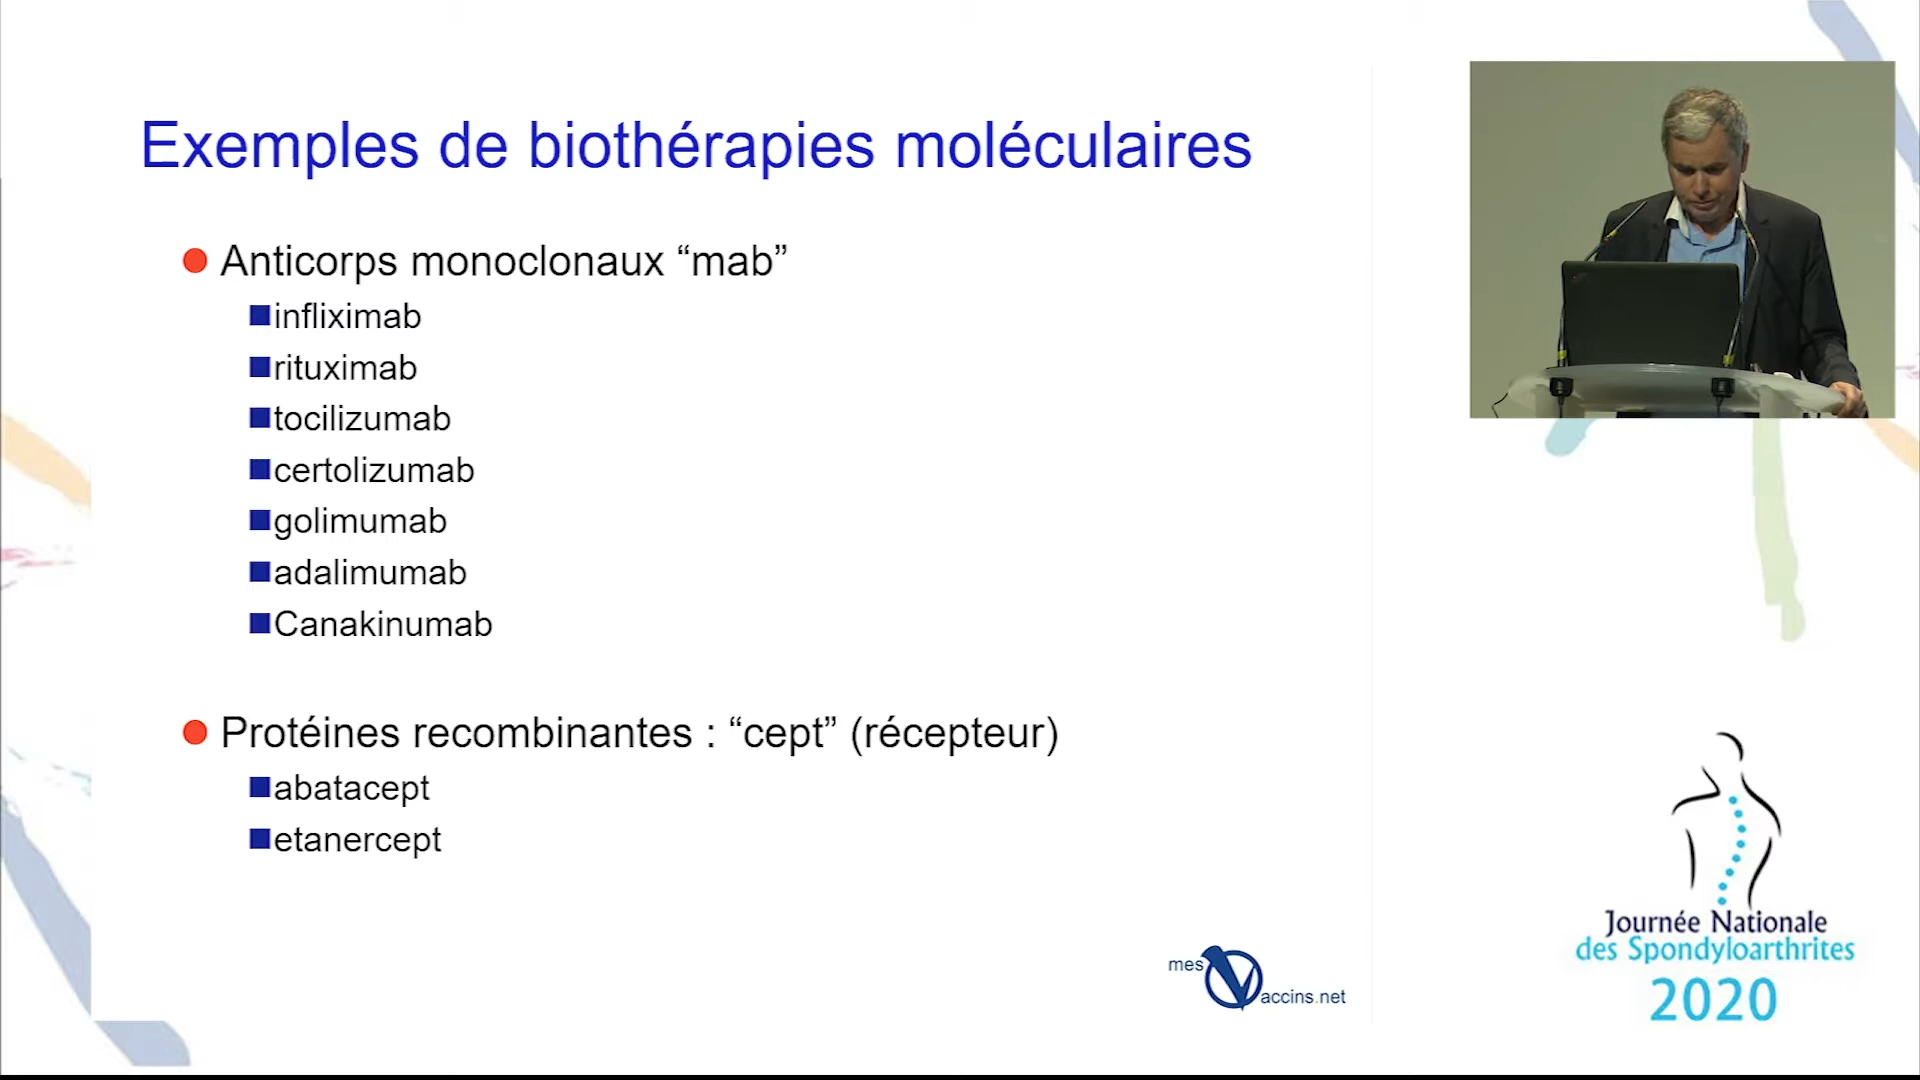 Exemples de biothérapies moléculaires
Anticorps monoclonaux “mab”
infliximab
rituximab
tocilizumab
certolizumab
golimumab
adalimumab
Canakinumab
Protéines recombinantes : “cept” (récepteur)
abatacept
etanercept
mes Vaccins.net
Journée Nationale
des Spondyloarthrites
2020